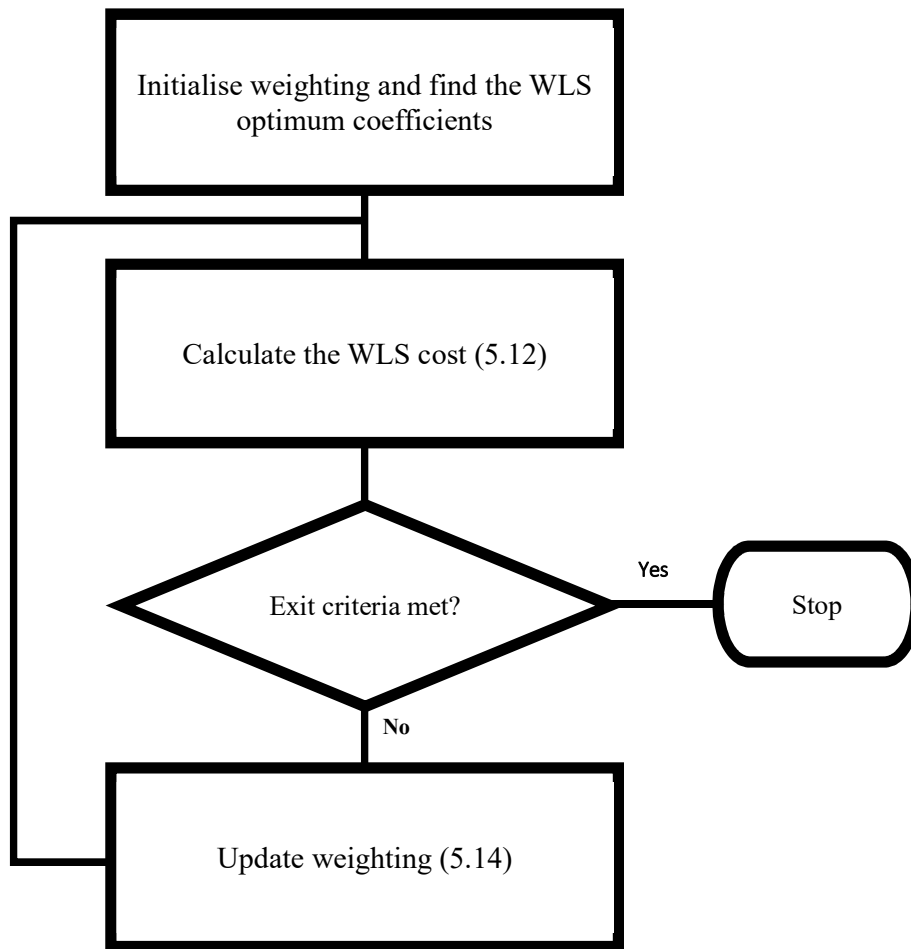 Initialise weighting and find the WLS
optimum coefficients
Calculate the WLS cost (5.12)
Exit criteria met?
Yes
Stop
No
Update weighting (5.14)